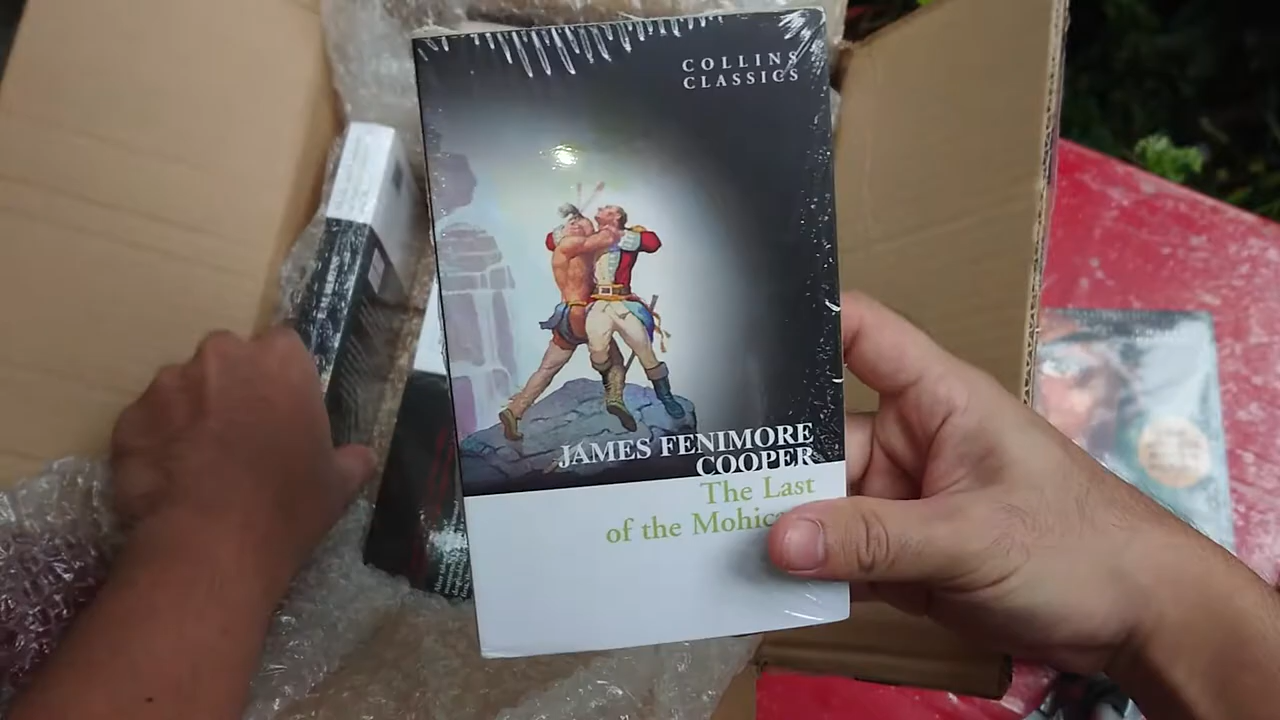 COLLINS
CLASSICS
JAMES FENIMORE
COOPER
The Last
of the Mohic